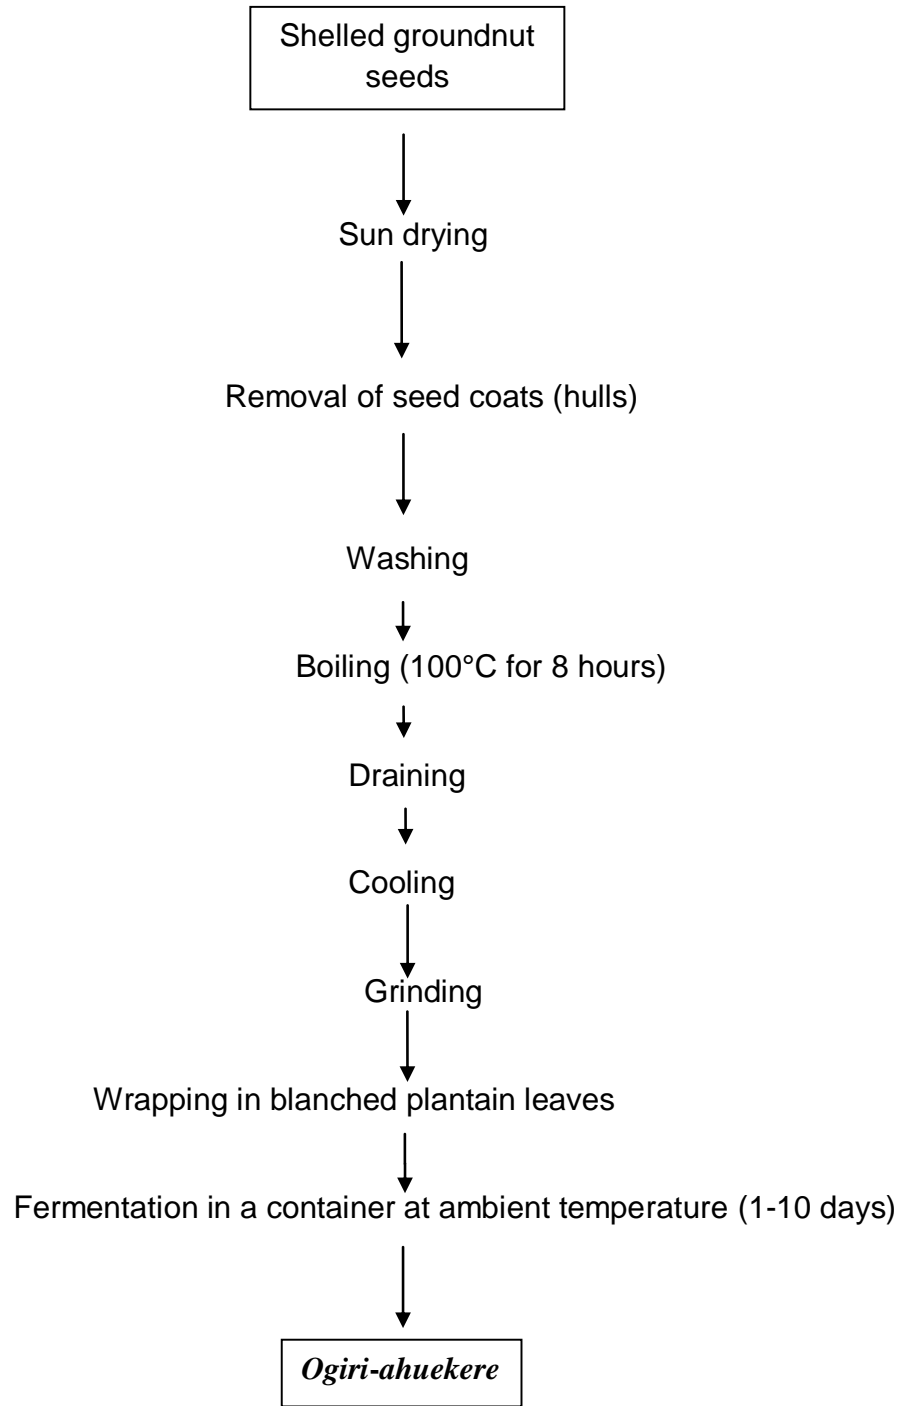 Shelled groundnut
seeds
Sun drying
Removal of seed coats (hulls)
Washing
Boiling (100°C for 8 hours)
Draining
Cooling
Grinding
Wrapping in blanched plantain leaves
Fermentation in a container at ambient temperature (1-10 days)
Ogiri-ahuekere